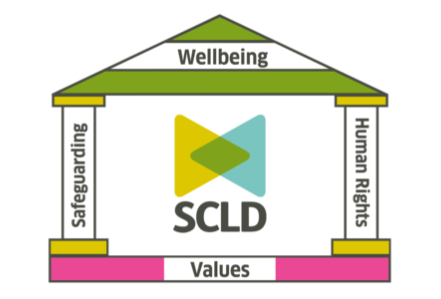 Wellbeing
Safeguarding
Human Rights
SCLD
Values